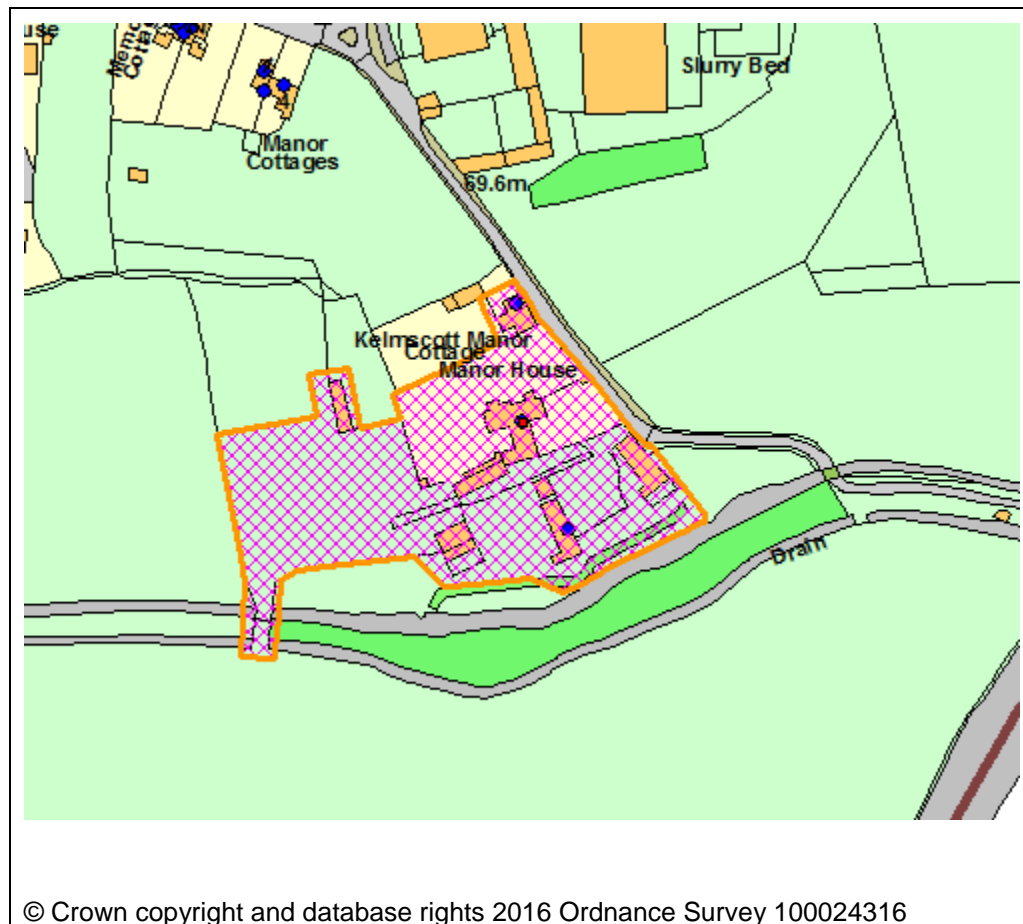 use
Slurry Bed
Manor
Cottages
69.6m
Kelmscott Manor
Cottage
Manor House
Drain
© Crown copyright and database rights 2016 Ordnance Survey 100024316